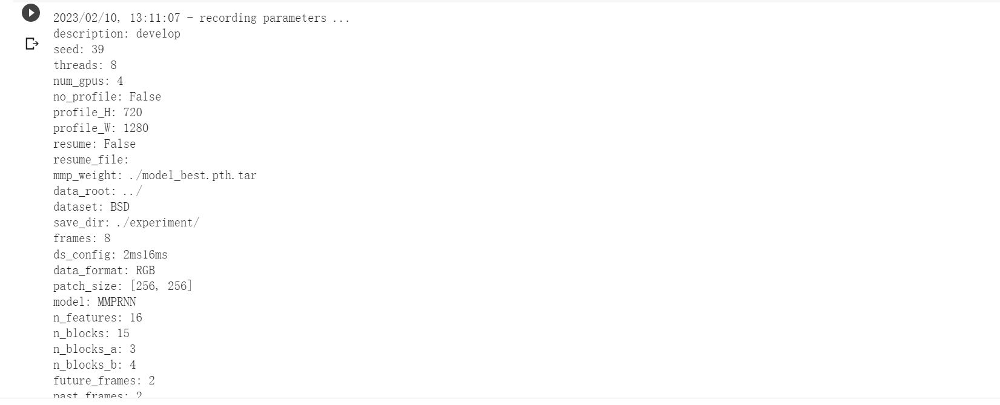 2023/02/10, 13:11:07 - recording parameters ...
description: develop
seed: 39
threads: 8
num_gpus: 4
no_profile: False
profile_H: 720
profile_W: 1280
resume: False
resume_file:
mmp_weight: ./model_best.pth.tar
data_root: ../
dataset: BSD
save_dir: ./experiment/
frames: 8
ds_config: 2ms16ms
data_format: RGB
patch_size: [256, 256]
model: MMPRNN
n_features: 16
n_blocks: 15
n_blocks_a: 3
n_blocks_b: 4
future_frames: 2
past_frames: 2